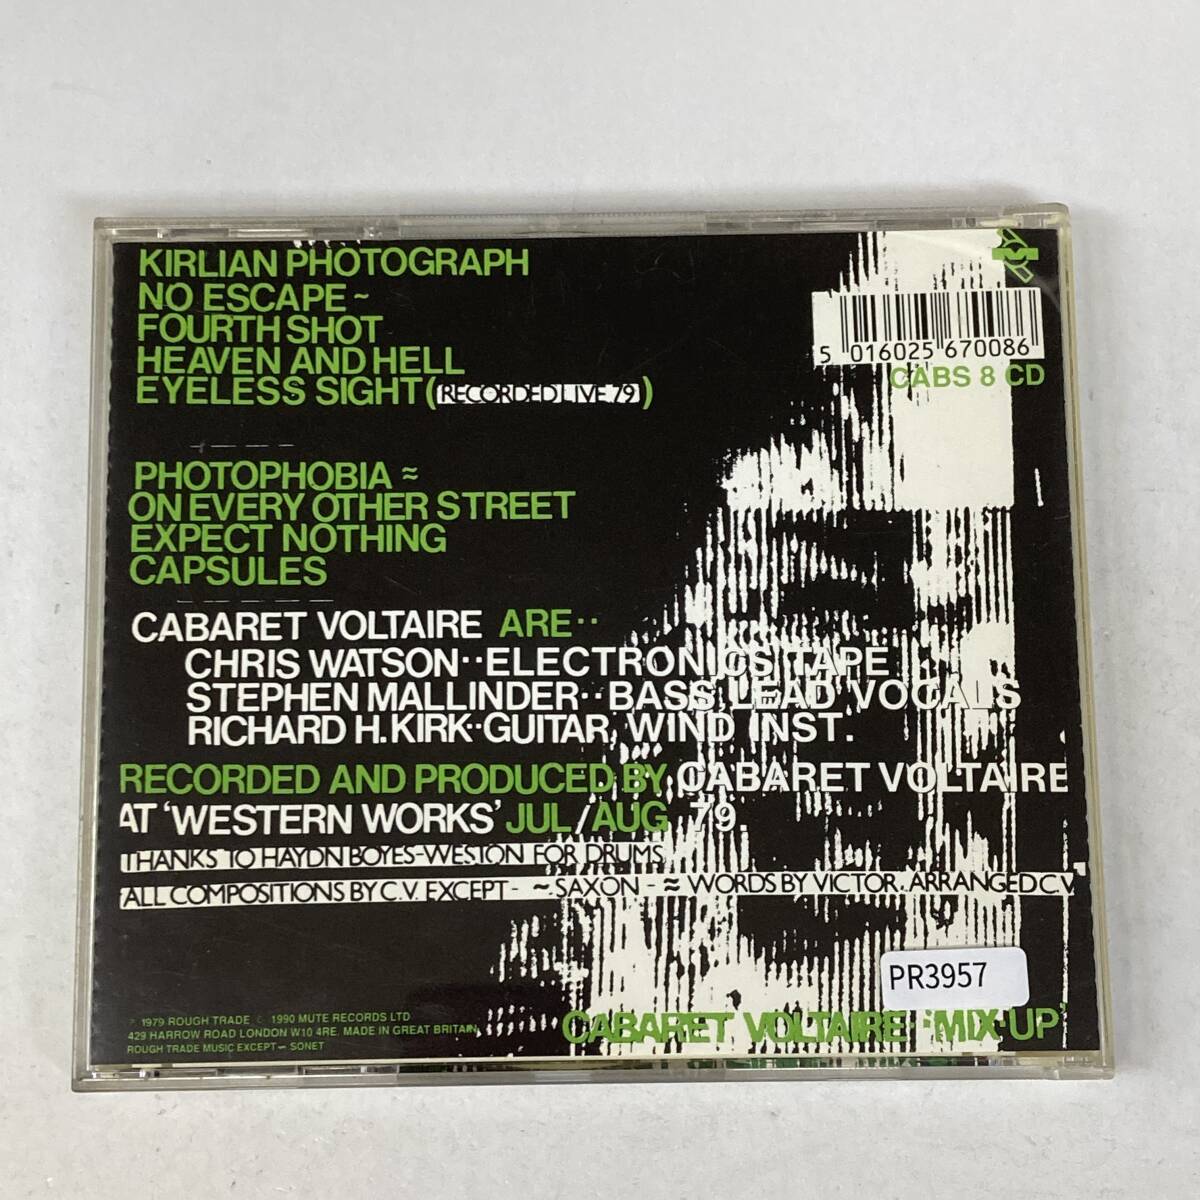 KIRLIAN PHOTOGRAPH
NO ESCAPE ~
FOURTH SHOT
HEAVEN AND HELL
EYELESS SIGHT (RECORDED LIVE 79)
5 016025 670086
CABS 8 CD
PHOTOPHOBIA ≈
ON EVERY OTHER STREET
EXPECT NOTHING
CAPSULES
CABARET VOLTAIRE ARE··
CHRIS WATSON··ELECTRONICS, TAPE
STEPHEN MALLINDER··BASS, LEAD VOCALS
RICHARD H. KIRK··GUITAR, WIND INST.
RECORDED AND PRODUCED BY CABARET VOLTAIRE
AT 'WESTERN WORKS' JUL/AUG 79.
THANKS TO HAYDN BOYES-WESTON FOR DRUMS
ALL COMPOSITIONS BY C.V. EXCEPT - ~ SAXON - ≈ WORDS BY VICTOR. ARRANGED C.V.
PR3957
℗ 1979 ROUGH TRADE © 1990 MUTE RECORDS LTD
429 HARROW ROAD LONDON W10 4RE. MADE IN GREAT BRITAIN
ROUGH TRADE MUSIC EXCEPT ~ SONET
CABARET VOLTAIRE·· 'MIX-UP'